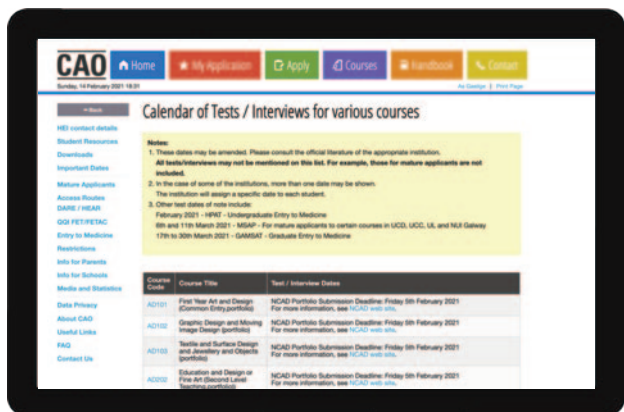 CAO
Home
My Application
Apply
Courses
Handbook
Contact
Sunday, 14 February 2021 18:31
As Gaeilge | Print Page
Back
Calendar of Tests / Interviews for various courses
HEI contact details
Student Resources
Downloads
Important Dates
Mature Applicants
Access Routes
DARE / HEAR
QQI FET/FETAC
Entry to Medicine
Restrictions
Info for Parents
Info for Schools
Media and Statistics
Data Privacy
About CAO
Useful Links
FAQ
Contact Us
Notes:
1. These dates may be amended. Please consult the official literature of the appropriate institution.
All tests/interviews may not be mentioned on this list. For example, those for mature applicants are not
included.
2. In the case of some of the institutions, more than one date may be shown.
The institution will assign a specific date to each student.
3. Other test dates of note include:
February 2021 - HPAT - Undergraduate Entry to Medicine
6th and 11th March 2021 - MSAP - For mature applicants to certain courses in UCD, UCC, UL and NUI Galway
17th to 30th March 2021 - GAMSAT - Graduate Entry to Medicine
Course Code
Course Title
Test / Interview Dates
AD101
First Year Art and Design
(Common Entry,portfolio)
NCAD Portfolio Submission Deadline: Friday 5th February 2021
For more information, see NCAD web site.
AD102
Graphic Design and Moving
Image Design (portfolio)
NCAD Portfolio Submission Deadline: Friday 5th February 2021
For more information, see NCAD web site.
AD103
Textile and Surface Design
and Jewellery and Objects
(portfolio)
NCAD Portfolio Submission Deadline: Friday 5th February 2021
For more information, see NCAD web site.
AD202
Education and Design or
Fine Art (Second Level
Teaching,portfolio)
NCAD Portfolio Submission Deadline: Friday 5th February 2021
For more information, see NCAD web site.